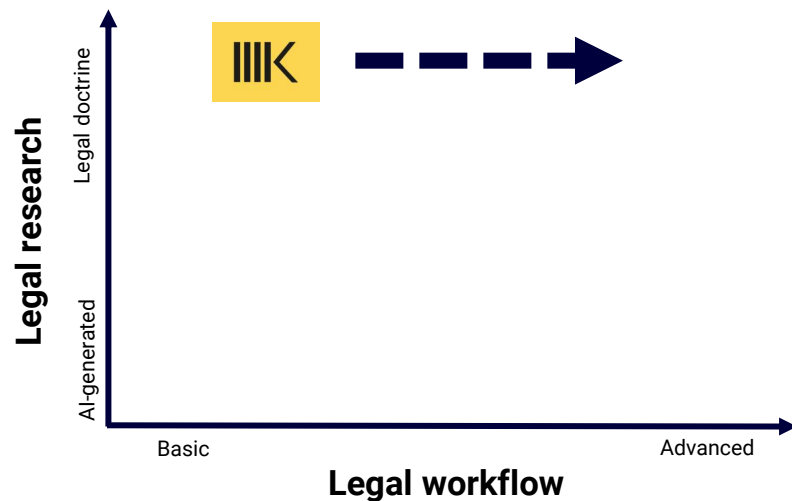 Legal doctrine
Legal research
AI-generated
Basic
Advanced
Legal workflow